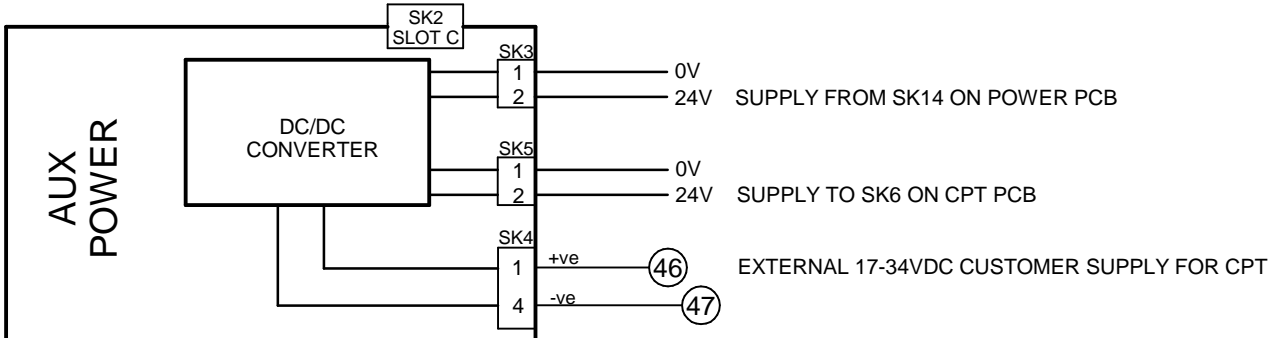 SK2
SLOT C
SK3
1 0V
2 24V SUPPLY FROM SK14 ON POWER PCB
DC/DC
CONVERTER
AUX
POWER
SK5
1 0V
2 24V SUPPLY TO SK6 ON CPT PCB
SK4
1 +ve 46 EXTERNAL 17-34VDC CUSTOMER SUPPLY FOR CPT
4 -ve 47